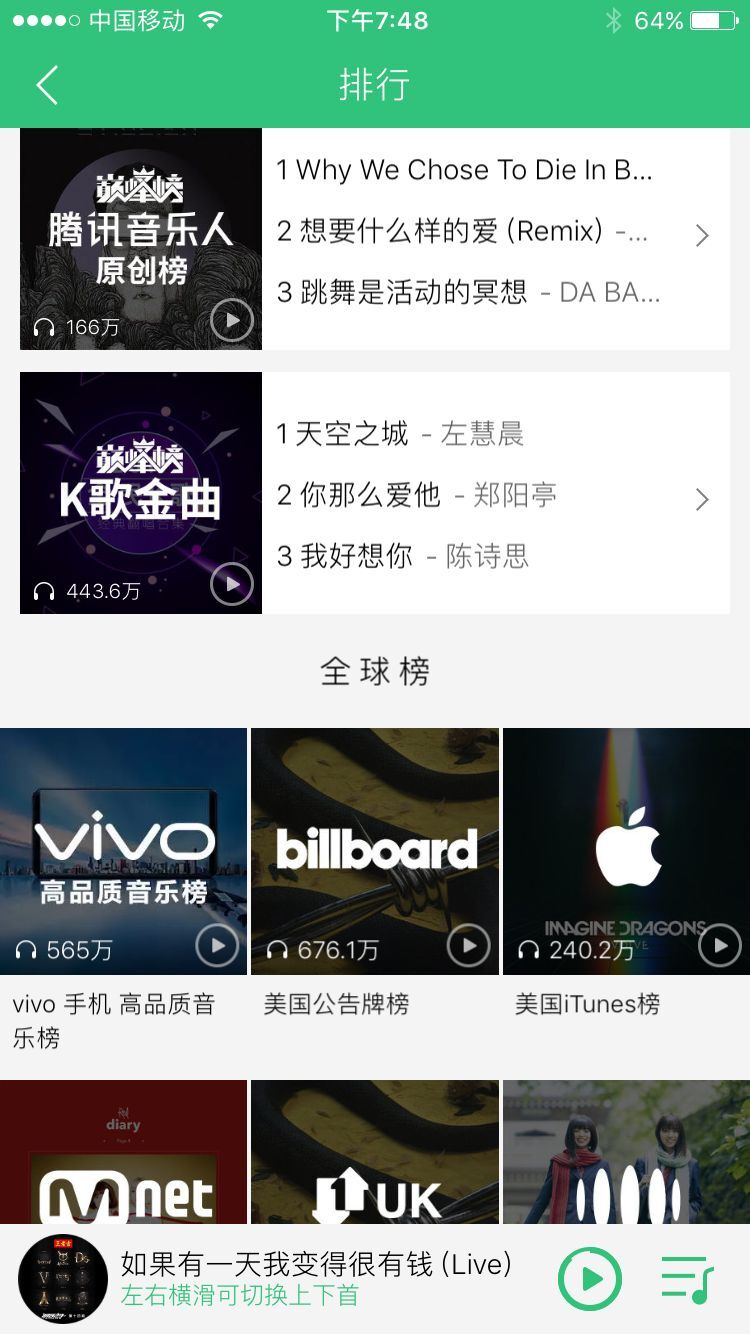 中国移动
下午7:48
64%
排行
巅峰榜
腾讯音乐人
原创榜
166万
1 Why We Chose To Die In B...
2 想要什么样的爱 (Remix) -...
3 跳舞是活动的冥想 - DA BA...
巅峰榜
K歌金曲
经典翻唱合集
443.6万
1 天空之城 - 左慧晨
2 你那么爱他 - 郑阳亭
3 我好想你 - 陈诗思
全球榜
vivo
高品质音乐榜
565万
billboard
676.1万
IMAGINE DRAGONS
240.2万
vivo 手机 高品质音
乐榜
美国公告牌榜
美国iTunes榜
diary
Mnet
UK
如果有一天我变得很有钱 (Live)
左右横滑可切换上下首